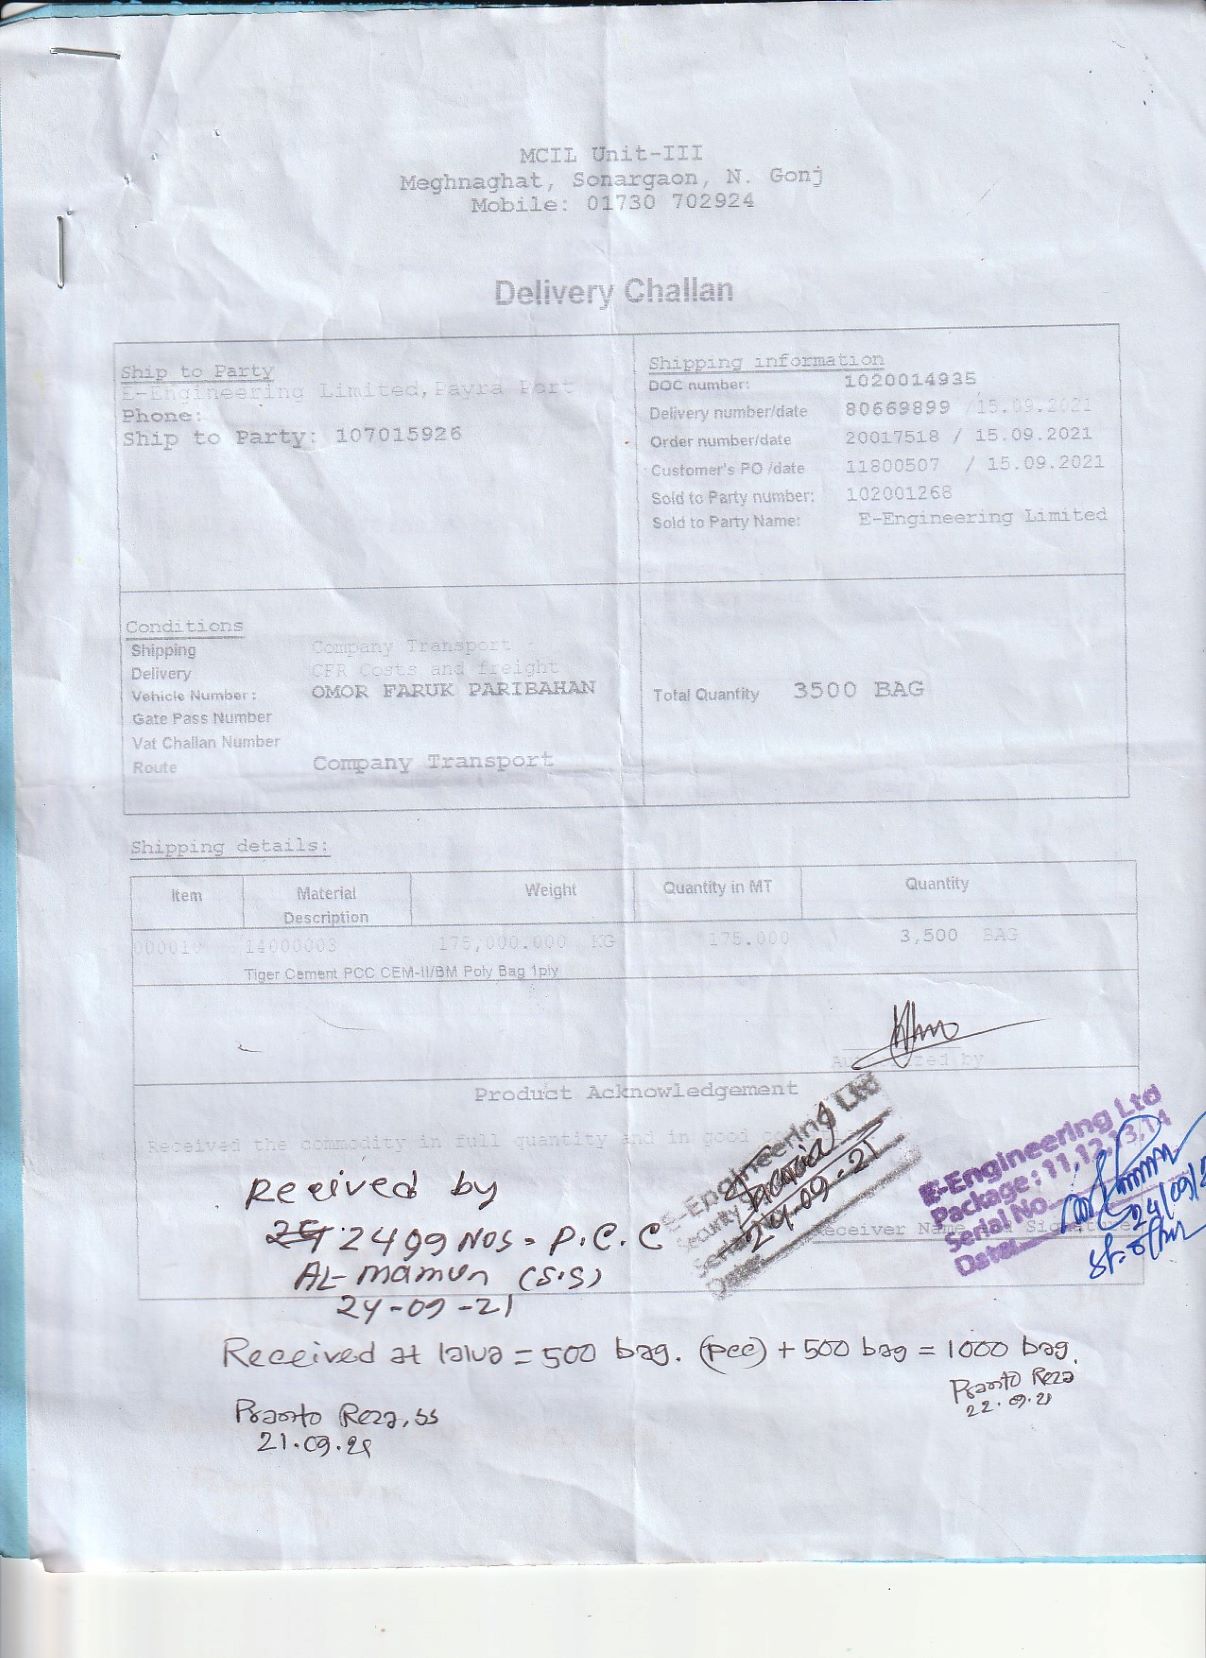 MCIL Unit-III
Meghnaghat, Sonargaon, N. Gonj
Mobile: 01730 702924
Delivery Challan
Ship to Party
E-Engineering Limited, Payra Port
Phone:
Ship to Party: 107015926
Shipping information
DOC number: 1020014935
Delivery number/date 80669899 /15.09.2021
Order number/date 20017518 / 15.09.2021
Customer's PO /date 11800507 / 15.09.2021
Sold to Party number: 102001268
Sold to Party Name: E-Engineering Limited
Conditions
Shipping Company Transport
Delivery CFR Costs and freight
Vehicle Number: OMOR FARUK PARIBAHAN
Gate Pass Number
Vat Challan Number
Route Company Transport
Total Quantity 3500 BAG
Shipping details:
Item Material Description Weight Quantity in MT Quantity
000010 14000003 175,000.000 KG 175.000 3,500 BAG
Tiger Cement PCC CEM-II/BM Poly Bag 1ply
Authorized by
Product Acknowledgement
Received the commodity in full quantity and in good
E-Engineering Ltd
Security
24-09-21
Date:
Receiver Name
E-Engineering Ltd
Package: 11,12,13,14
Serial No.
Date:
24/09/2
Received by
2499 Nos = P.C.C
AL-Mamun (S.S)
24-09-21
Received at lalua = 500 bag. (pcc) + 500 bag = 1000 bag.
Pranto Reza, SS
21.09.21
Pranto Reza
22.09.21